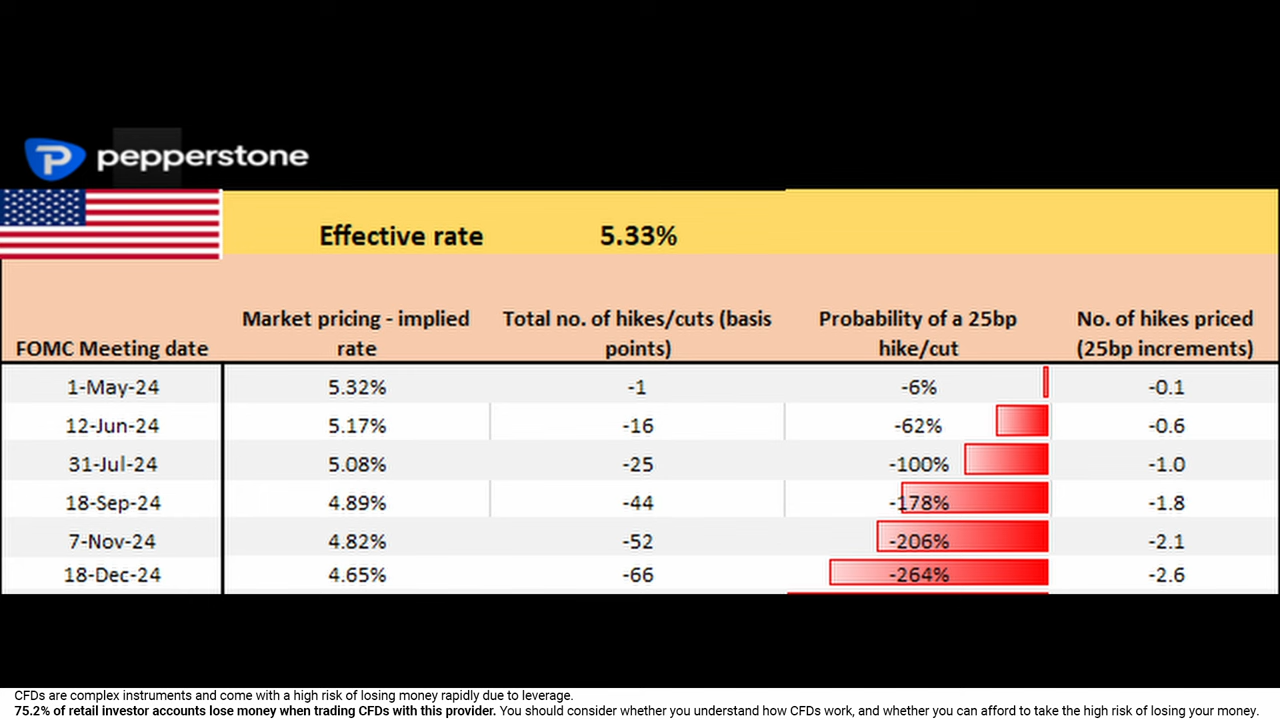 pepperstone
Effective rate 5.33%
FOMC Meeting date Market pricing - implied rate Total no. of hikes/cuts (basis points) Probability of a 25bp hike/cut No. of hikes priced (25bp increments)
1-May-24 5.32% -1 -6% -0.1
12-Jun-24 5.17% -16 -62% -0.6
31-Jul-24 5.08% -25 -100% -1.0
18-Sep-24 4.89% -44 -178% -1.8
7-Nov-24 4.82% -52 -206% -2.1
18-Dec-24 4.65% -66 -264% -2.6
CFDs are complex instruments and come with a high risk of losing money rapidly due to leverage.
75.2% of retail investor accounts lose money when trading CFDs with this provider. You should consider whether you understand how CFDs work, and whether you can afford to take the high risk of losing your money.